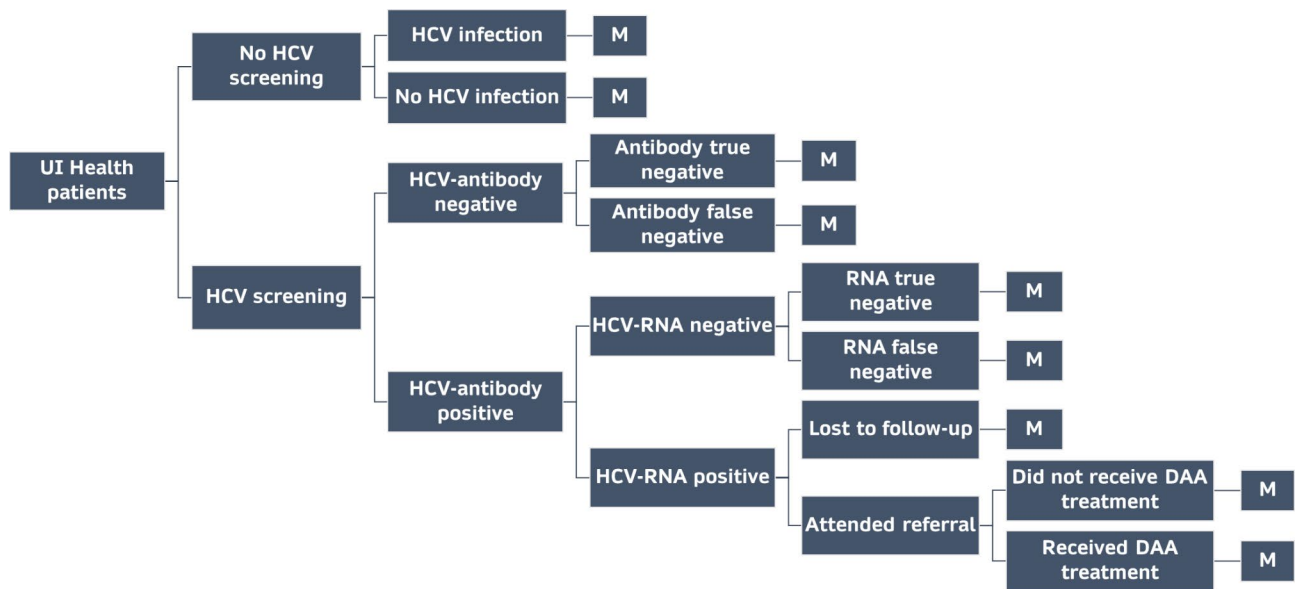 UI Health
patients
No HCV
screening
HCV infection
M
No HCV infection
M
HCV screening
HCV-antibody
negative
Antibody true
negative
M
Antibody false
negative
M
HCV-antibody
positive
HCV-RNA negative
RNA true
negative
M
RNA false
negative
M
HCV-RNA positive
Lost to follow-up
M
Attended referral
Did not receive DAA
treatment
M
Received DAA
treatment
M